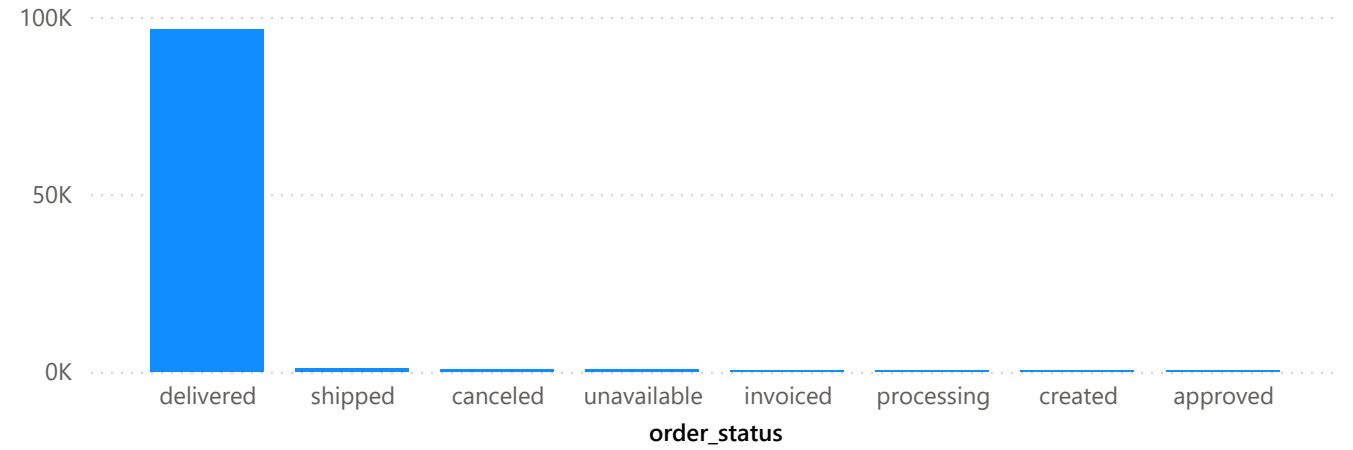 100K
50K
0K
delivered shipped canceled unavailable invoiced processing created approved
order_status